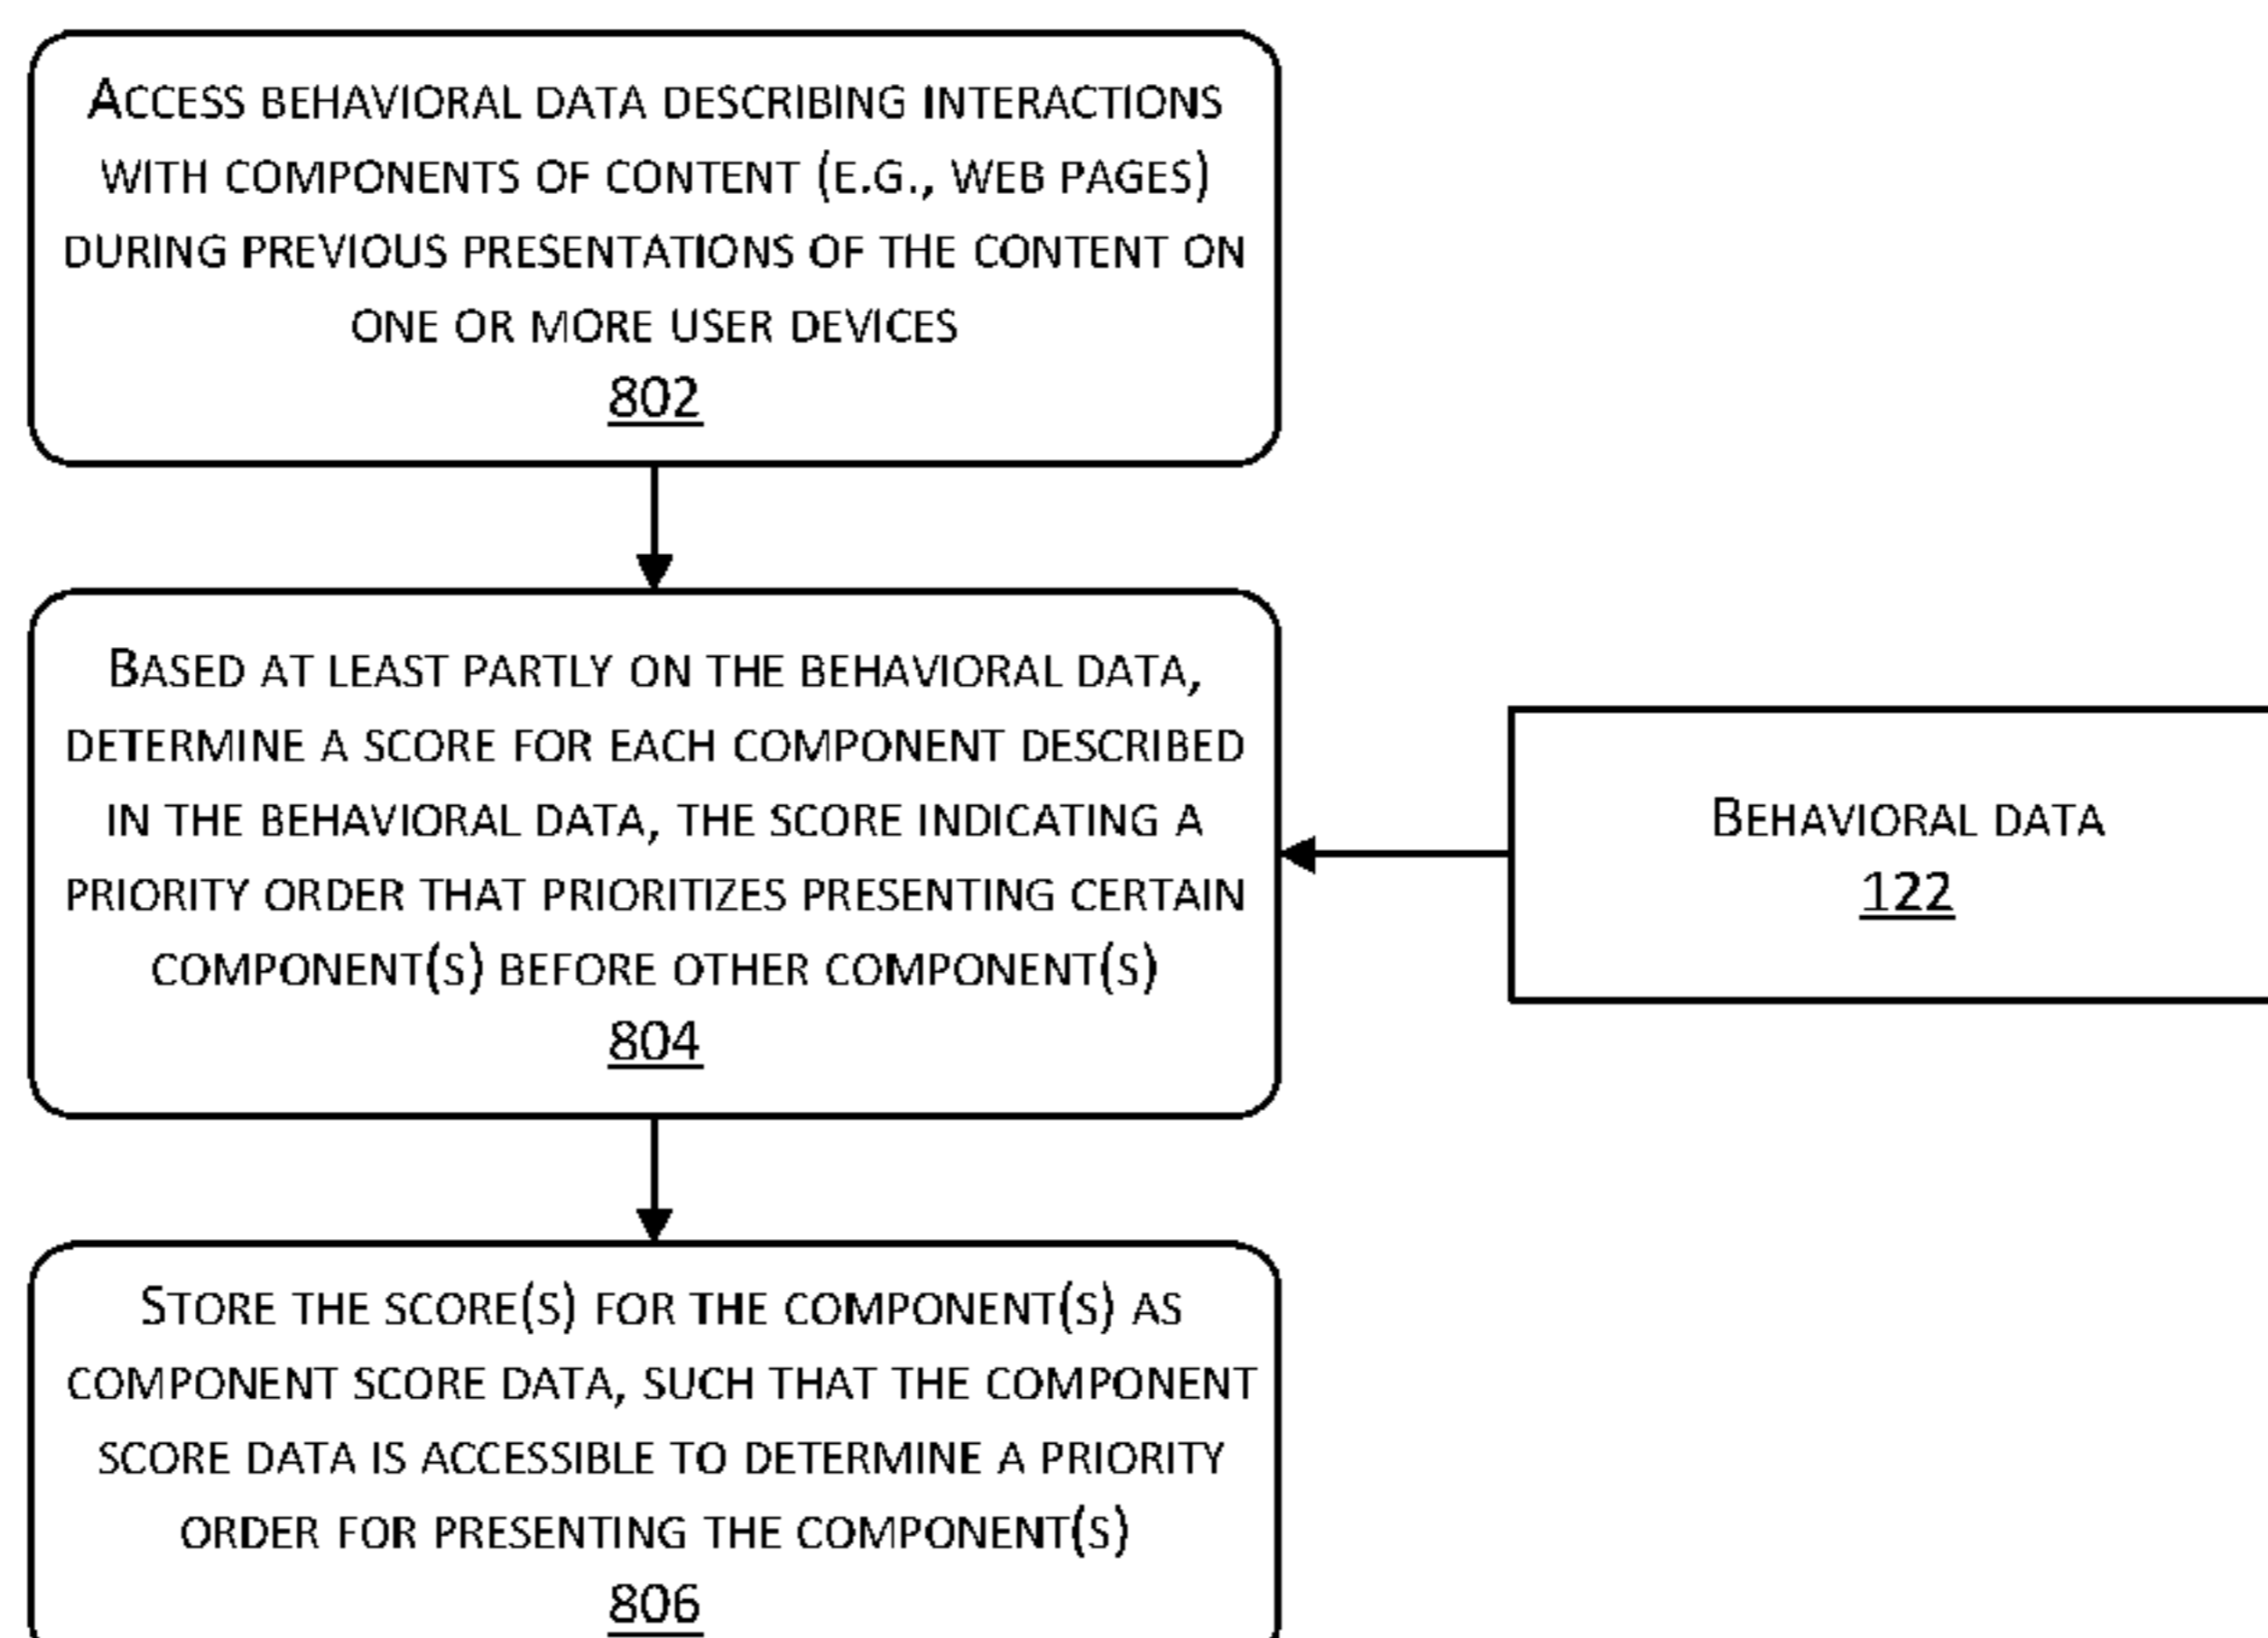 ACCESS BEHAVIORAL DATA DESCRIBING INTERACTIONS
WITH COMPONENTS OF CONTENT (E.G., WEB PAGES)
DURING PREVIOUS PRESENTATIONS OF THE CONTENT ON
ONE OR MORE USER DEVICES
802
BASED AT LEAST PARTLY ON THE BEHAVIORAL DATA,
DETERMINE A SCORE FOR EACH COMPONENT DESCRIBED
IN THE BEHAVIORAL DATA, THE SCORE INDICATING A
PRIORITY ORDER THAT PRIORITIZES PRESENTING CERTAIN
COMPONENT(S) BEFORE OTHER COMPONENT(S)
804
BEHAVIORAL DATA
122
STORE THE SCORE(S) FOR THE COMPONENT(S) AS
COMPONENT SCORE DATA, SUCH THAT THE COMPONENT
SCORE DATA IS ACCESSIBLE TO DETERMINE A PRIORITY
ORDER FOR PRESENTING THE COMPONENT(S)
806